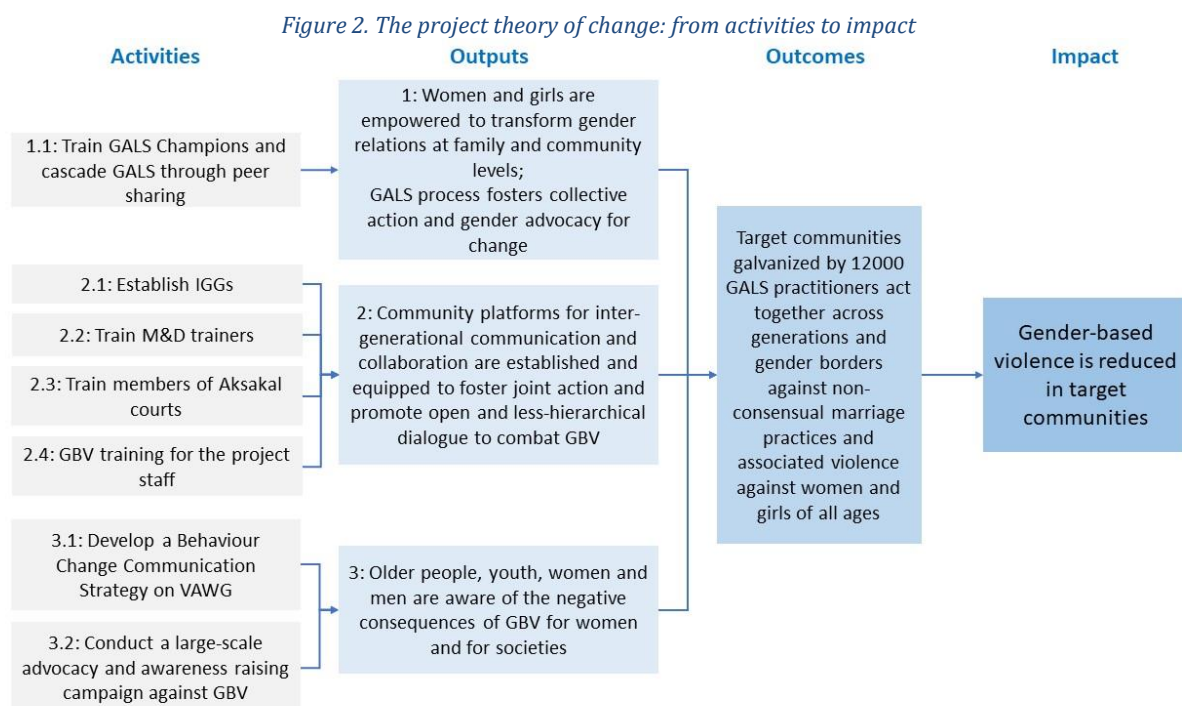 Figure 2. The project theory of change: from activities to impact
Activities
Outputs
Outcomes
Impact
1.1: Train GALS Champions and
cascade GALS through peer
sharing
2.1: Establish IGGs
2.2: Train M&D trainers
2.3: Train members of Aksakal
courts
2.4: GBV training for the project
staff
3.1: Develop a Behaviour
Change Communication
Strategy on VAWG
3.2: Conduct a large-scale
advocacy and awareness raising
campaign against GBV
1: Women and girls are
empowered to transform gender
relations at family and community
levels;
GALS process fosters collective
action and gender advocacy for
change
2: Community platforms for inter-
generational communication and
collaboration are established and
equipped to foster joint action and
promote open and less-hierarchical
dialogue to combat GBV
3: Older people, youth, women and
men are aware of the negative
consequences of GBV for women
and for societies
Target communities
galvanized by 12000
GALS practitioners act
together across
generations and
gender borders
against non-
consensual marriage
practices and
associated violence
against women and
girls of all ages
Gender-based
violence is reduced
in target
communities